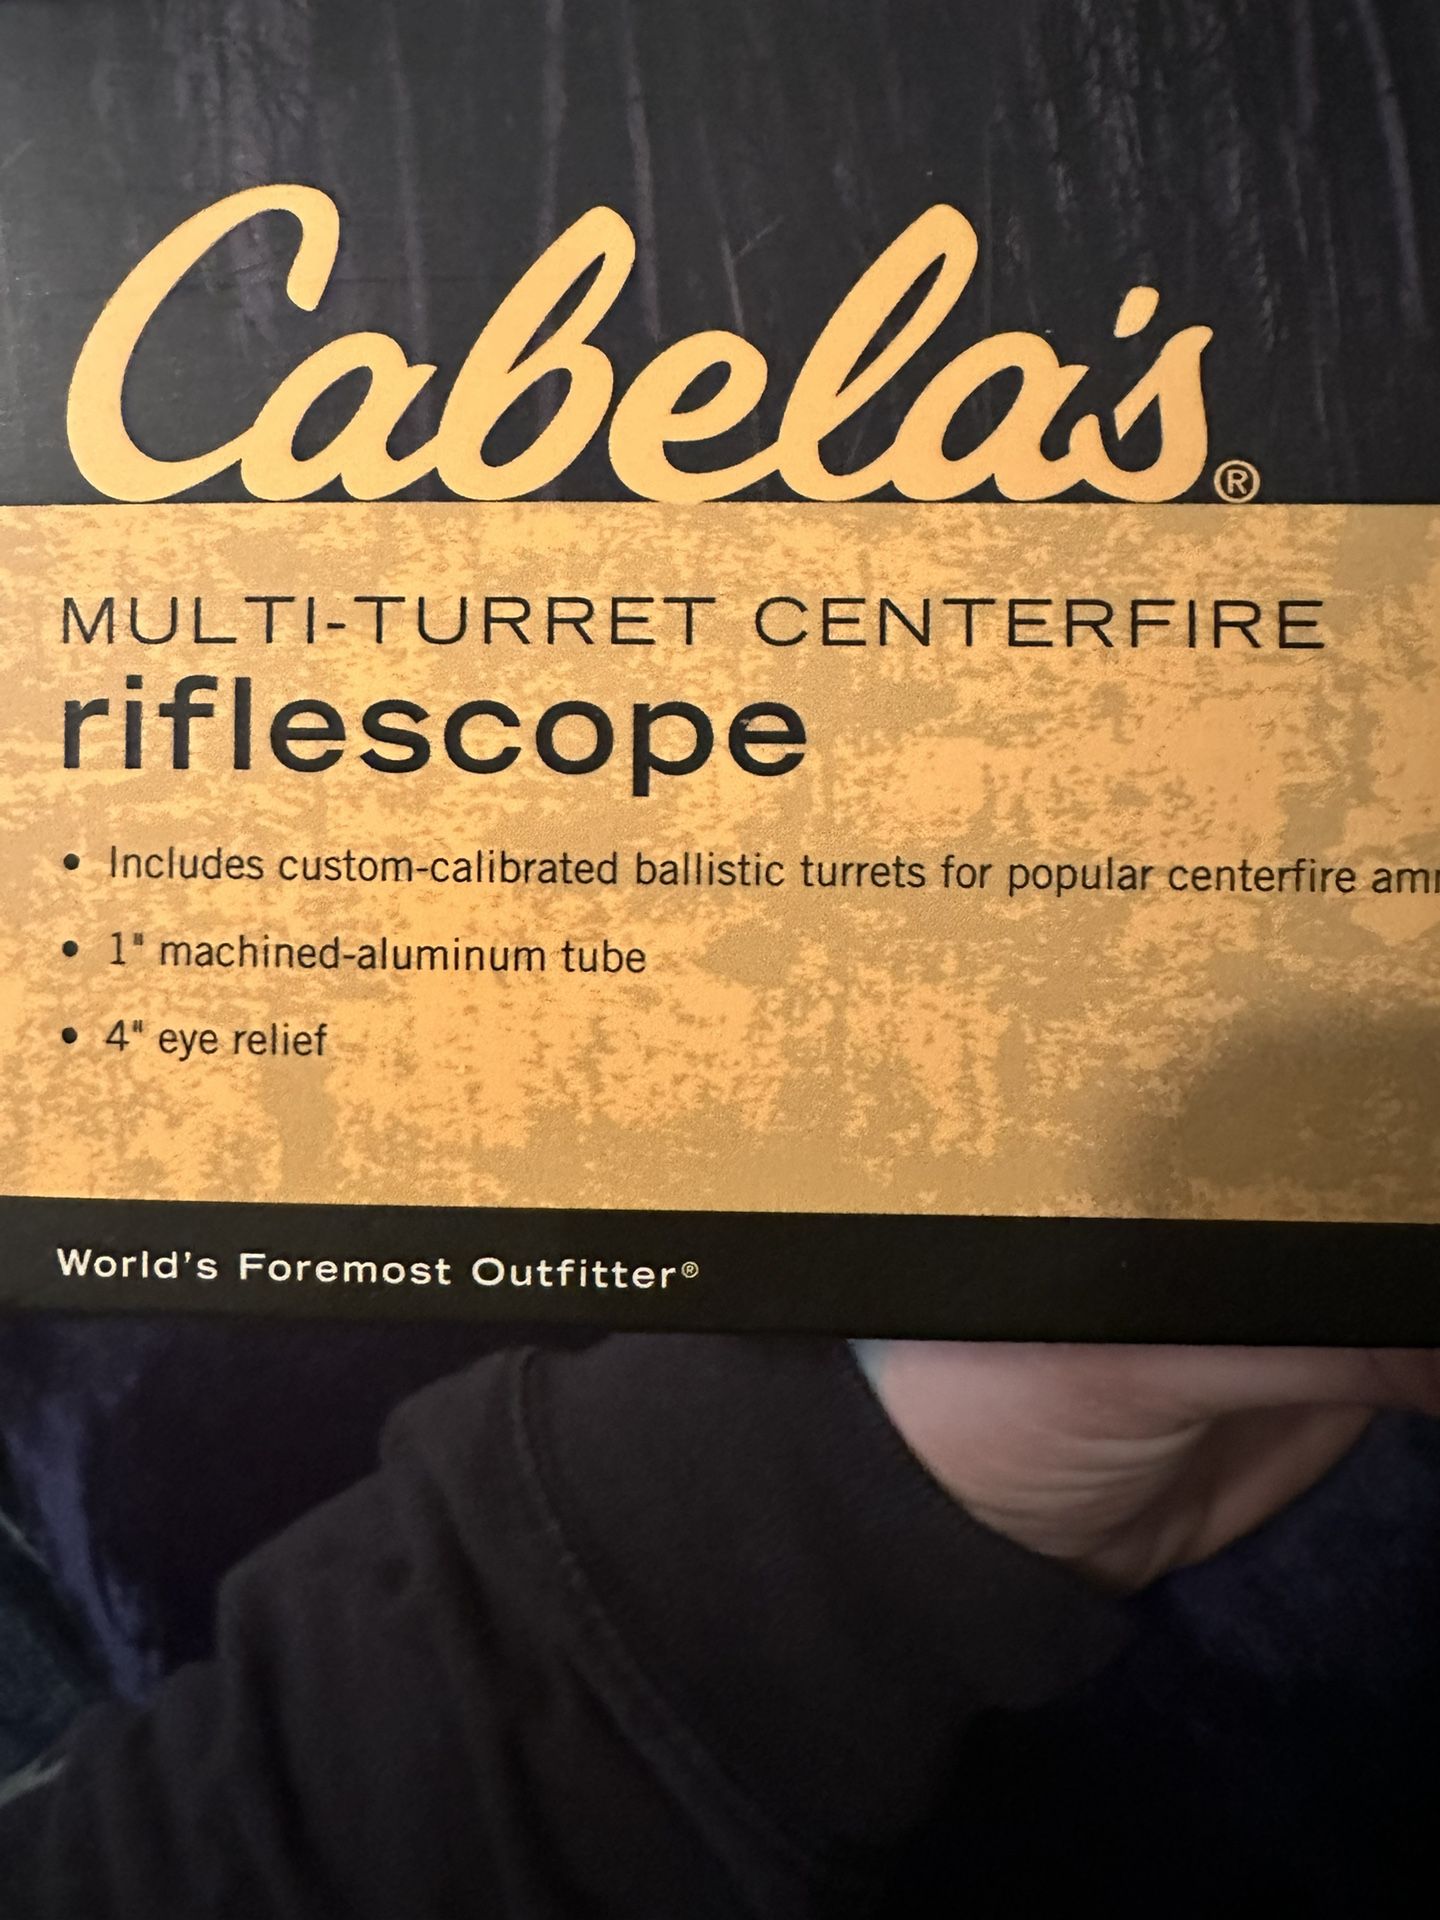 Cabela's®
MULTI-TURRET CENTERFIRE
riflescope
• Includes custom-calibrated ballistic turrets for popular centerfire
• 1" machined-aluminum tube
• 4" eye relief
World's Foremost Outfitter®